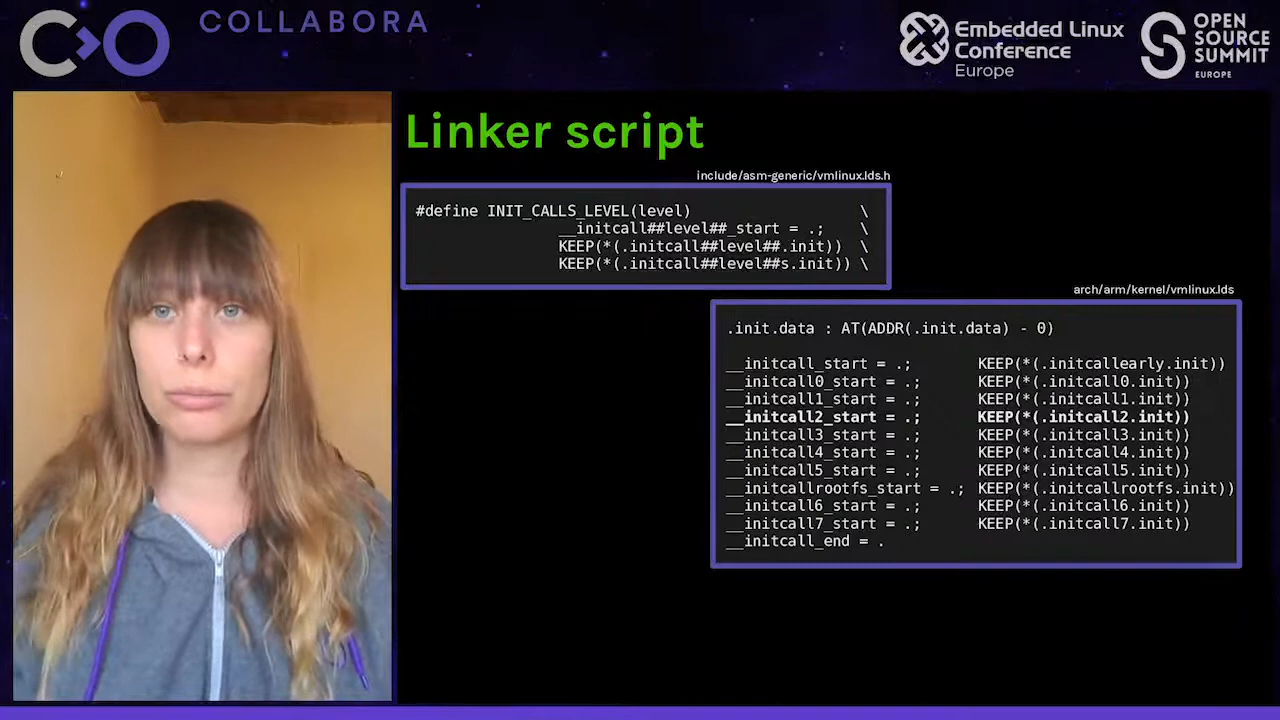 COLLABORA
Embedded Linux
Conference
Europe
OPEN
SOURCE
SUMMIT
EUROPE
Linker script
include/asm-generic/vmlinux.lds.h
#define INIT_CALLS_LEVEL(level) \
__initcall##level##_start = .; \
KEEP(*(.initcall##level##.init)) \
KEEP(*(.initcall##level##s.init)) \
arch/arm/kernel/vmlinux.lds
.init.data : AT(ADDR(.init.data) - 0)
__initcall_start = .; KEEP(*(.initcallearly.init))
__initcall0_start = .; KEEP(*(.initcall0.init))
__initcall1_start = .; KEEP(*(.initcall1.init))
__initcall2_start = .; KEEP(*(.initcall2.init))
__initcall3_start = .; KEEP(*(.initcall3.init))
__initcall4_start = .; KEEP(*(.initcall4.init))
__initcall5_start = .; KEEP(*(.initcall5.init))
__initcallrootfs_start = .; KEEP(*(.initcallrootfs.init))
__initcall6_start = .; KEEP(*(.initcall6.init))
__initcall7_start = .; KEEP(*(.initcall7.init))
__initcall_end = .